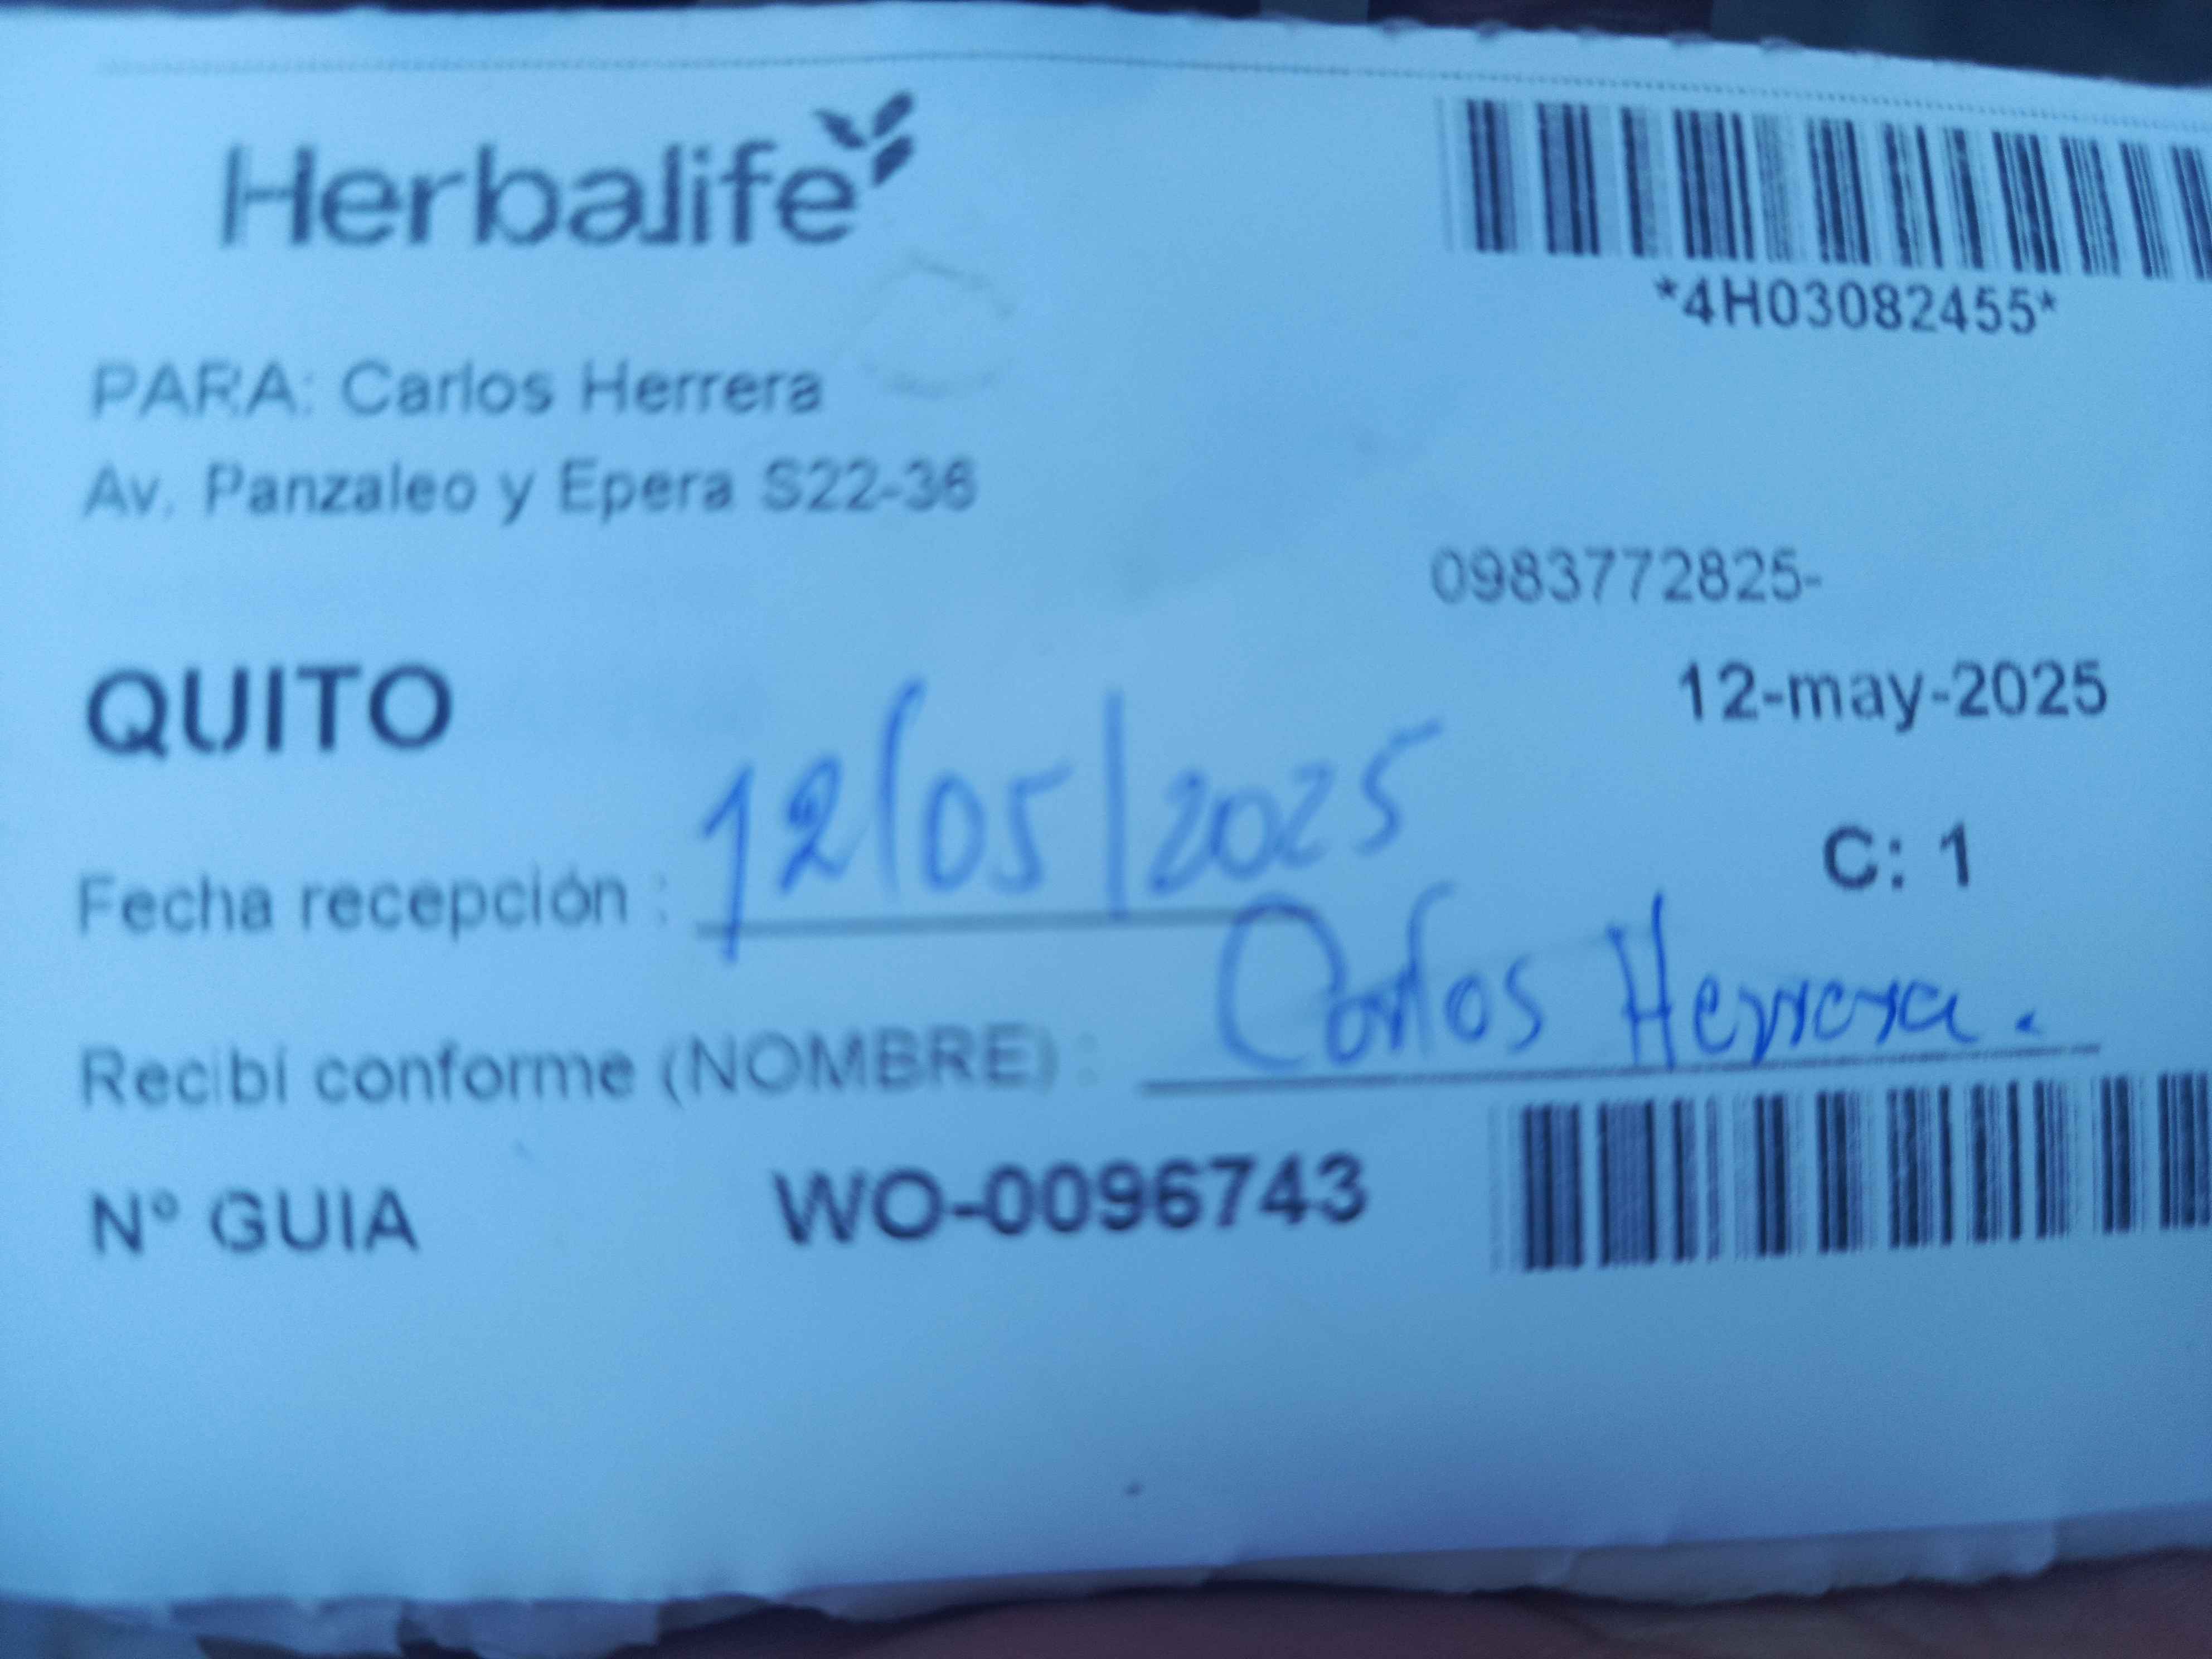 Herbalife
*4H03082455*
PARA: Carlos Herrera
Av. Panzaleo y Epera S22-36
0983772825-
QUITO
12-may-2025
C: 1
Fecha recepción : 12/05/2025
Recibí conforme (NOMBRE) : Carlos Herrera.
Nº GUIA WO-0096743